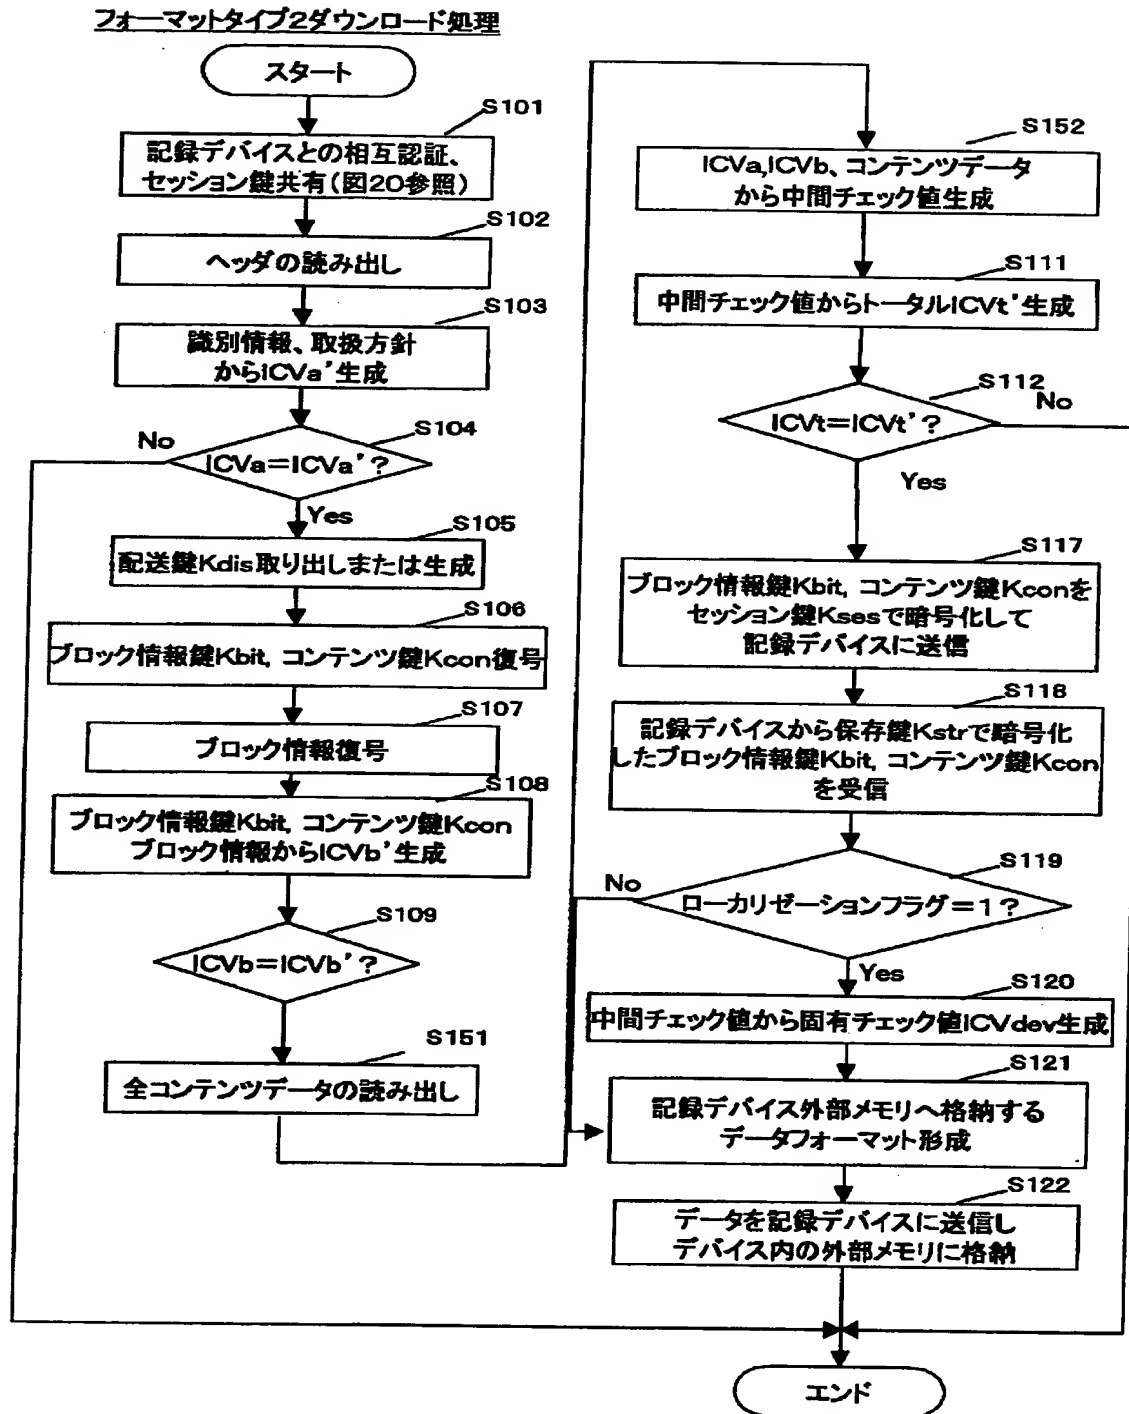 フォーマットタイプ2ダウンロード処理
スタート
S101
記録デバイスとの相互認証、
セッション鍵共有(図20参照)
S102
ヘッダの読み出し
S103
識別情報、取扱方針
からICVa'生成
S104
No
ICVa=ICVa'?
Yes
S105
配送鍵Kdis取り出しまたは生成
S106
ブロック情報鍵Kbit, コンテンツ鍵Kcon復号
S107
ブロック情報復号
S108
ブロック情報鍵Kbit, コンテンツ鍵Kcon
ブロック情報からICVb'生成
S109
ICVb=ICVb'?
S151
全コンテンツデータの読み出し
S152
ICVa,ICVb、コンテンツデータ
から中間チェック値生成
S111
中間チェック値からトータルICVt'生成
S112
No
ICVt=ICVt'?
Yes
S117
ブロック情報鍵Kbit, コンテンツ鍵Kconを
セッション鍵Ksesで暗号化して
記録デバイスに送信
S118
記録デバイスから保存鍵Kstrで暗号化
したブロック情報鍵Kbit, コンテンツ鍵Kcon
を受信
S119
No
ローカリゼーションフラグ=1?
Yes
S120
中間チェック値から固有チェック値ICVdev生成
S121
記録デバイス外部メモリへ格納する
データフォーマット形成
S122
データを記録デバイスに送信し
デバイス内の外部メモリに格納
エンド